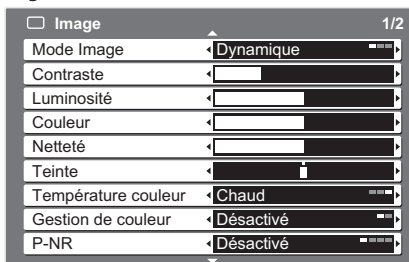 Image 1/2
Mode Image Dynamique
Contraste
Luminosité
Couleur
Netteté
Teinte
Température couleur Chaud
Gestion de couleur Désactivé
P-NR Désactivé